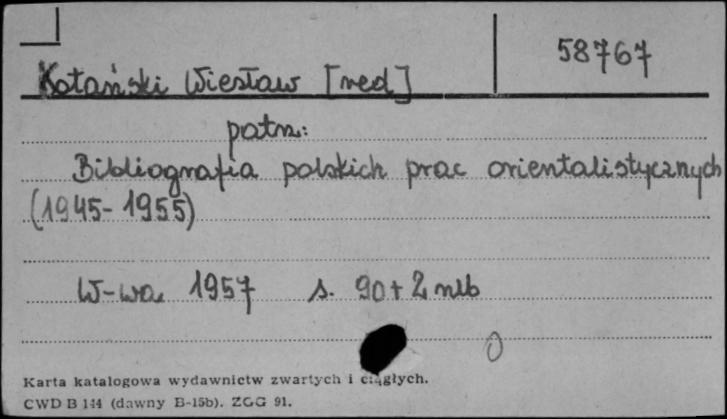 58767
Kotański Wiesław [red]
patrz:
Bibliografia polskich prac orientalistycznych
(1945-1955)
W-wa 1957 s. 90+2 nlb
0
Karta katalogowa wydawnictw zwartych i ciągłych.
CWD B 144 (dawny B-15b). ZGG 91.